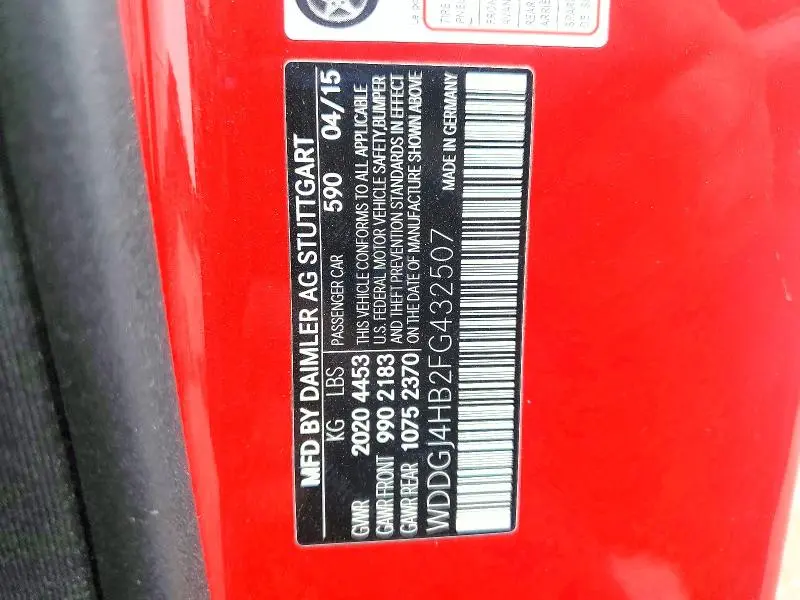 MFD BY DAIMLER AG STUTTGART
KG LBS PASSENGER CAR 590 04/15
GVWR 2020 4453 THIS VEHICLE CONFORMS TO ALL APPLICABLE
GAWR FRONT 990 2183 U.S. FEDERAL MOTOR VEHICLE SAFETY,BUMPER
AND THEFT PREVENTION STANDARDS IN EFFECT
GAWR REAR 1075 2370 ON THE DATE OF MANUFACTURE SHOWN ABOVE
WDDGJ4HB2FG432507 MADE IN GERMANY